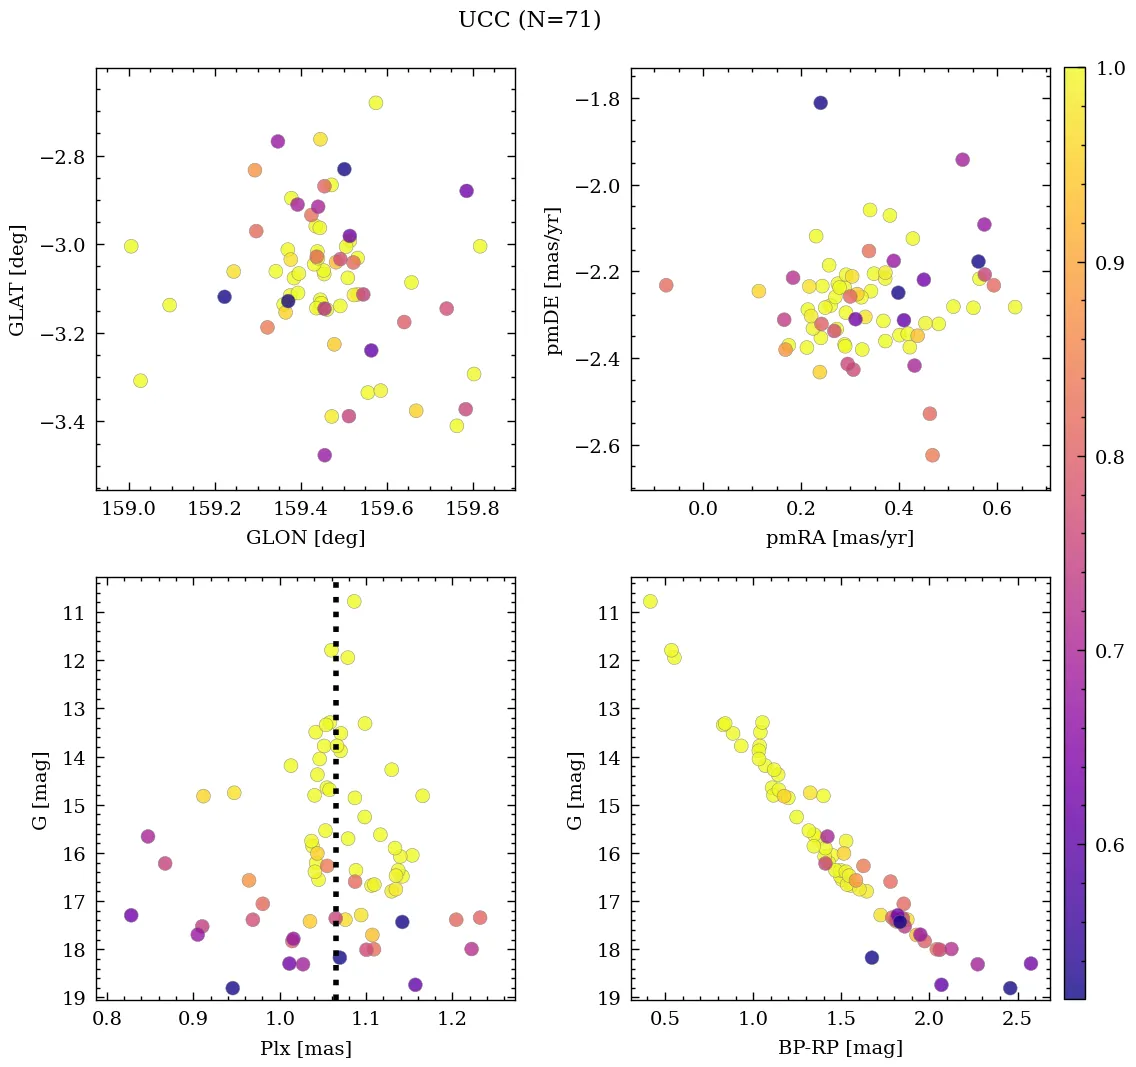 UCC (N=71)
−2.8
−3.0
−3.2
−3.4
159.0 159.2 159.4 159.6 159.8
GLON [deg]
GLAT [deg]
−1.8
−2.0
−2.2
−2.4
−2.6
0.0 0.2 0.4 0.6
pmRA [mas/yr]
pmDE [mas/yr]
11
12
13
14
15
16
17
18
19
0.8 0.9 1.0 1.1 1.2
Plx [mas]
G [mag]
11
12
13
14
15
16
17
18
19
0.5 1.0 1.5 2.0 2.5
BP-RP [mag]
G [mag]
1.0
0.9
0.8
0.7
0.6